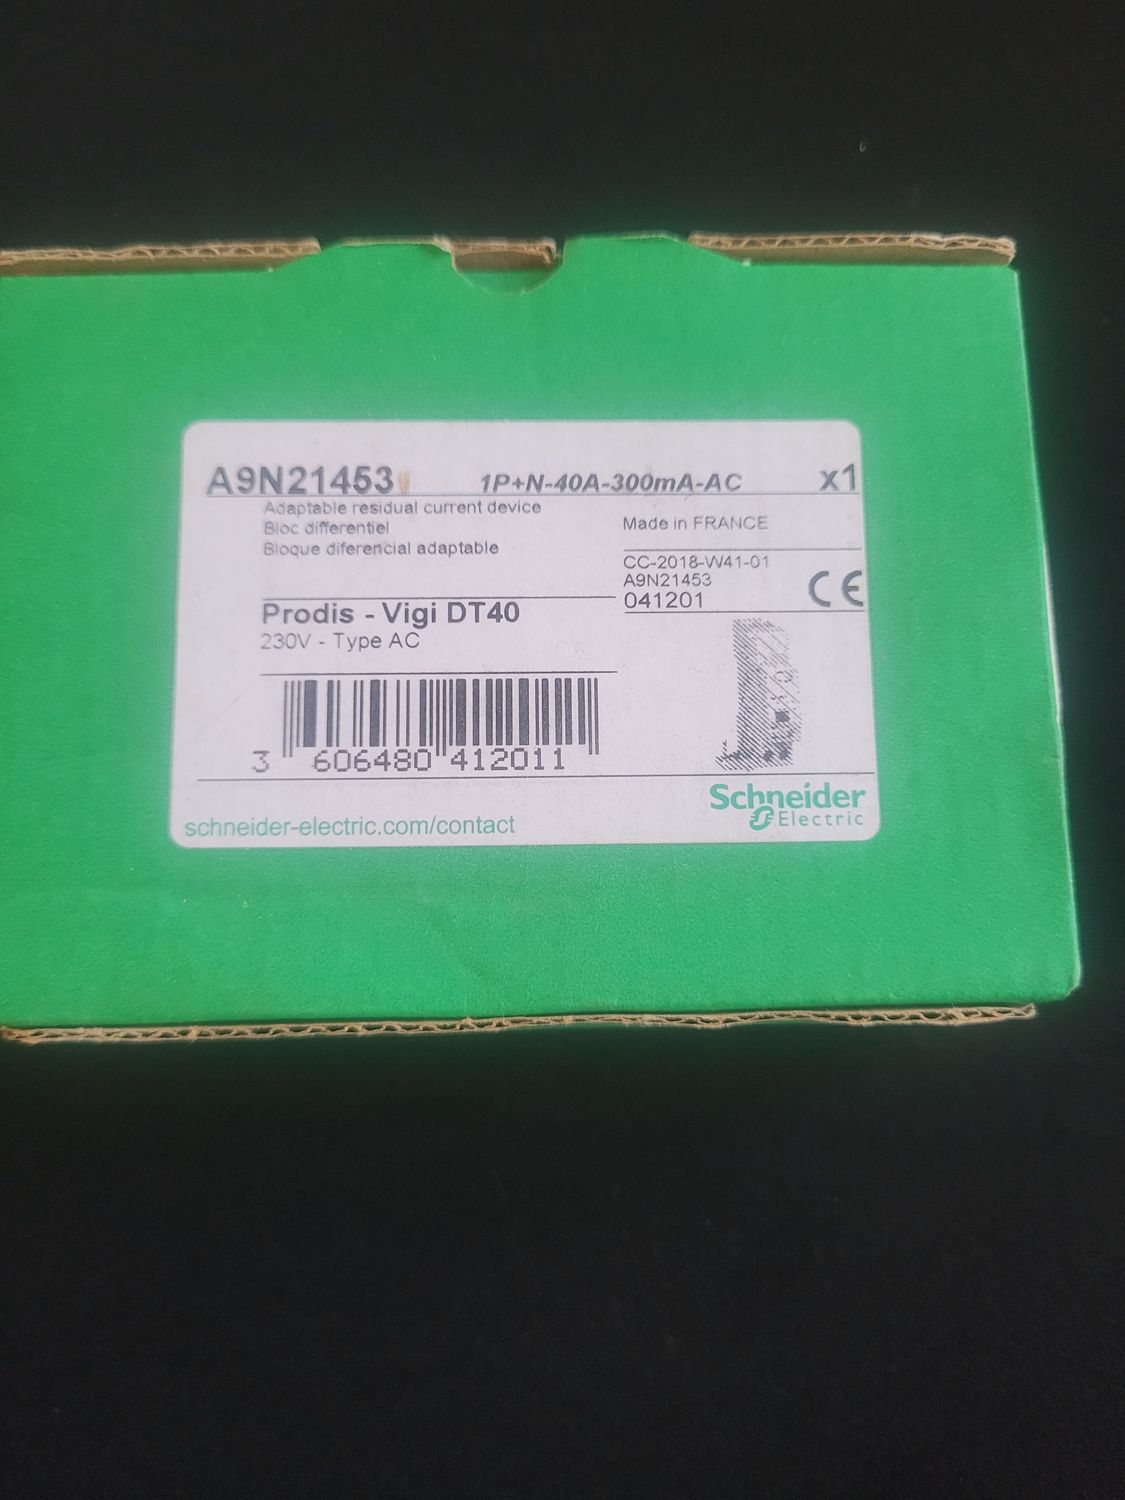 A9N21453
1P+N-40A-300mA-AC
x1
Adaptable residual current device
Bloc differentiel
Bloque diferencial adaptable
Made in FRANCE
CC-2018-W41-01
A9N21453
041201
CE
Prodis - Vigi DT40
230V - Type AC
3 606480 412011
Schneider
Electric
schneider-electric.com/contact